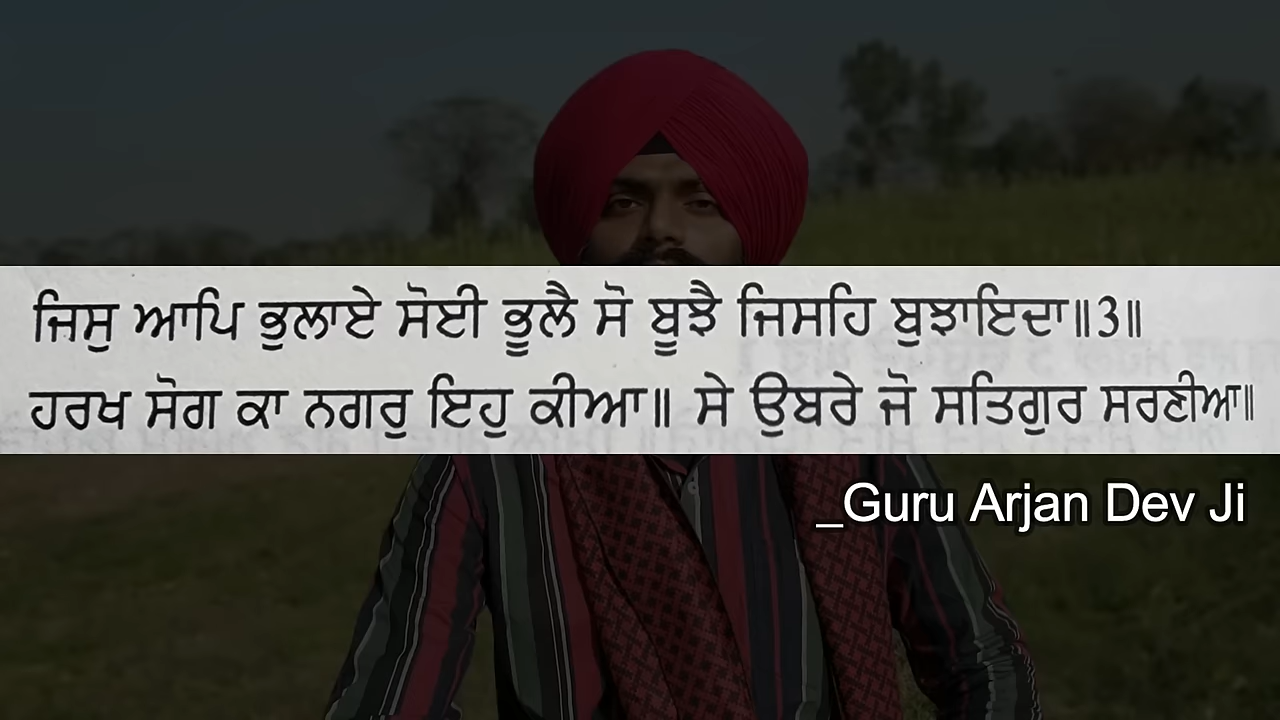 ਜਿਸੁ ਆਪਿ ਭੁਲਾਏ ਸੋਈ ਭੂਲੈ ਸੋ ਬੂਝੈ ਜਿਸਹਿ ਬੁਝਾਇਦਾ॥3॥
ਹਰਖ ਸੋਗ ਕਾ ਨਗਰੁ ਇਹੁ ਕੀਆ॥ ਸੇ ਉਬਰੇ ਜੋ ਸਤਿਗੁਰ ਸਰਣੀਆ॥
_Guru Arjan Dev Ji